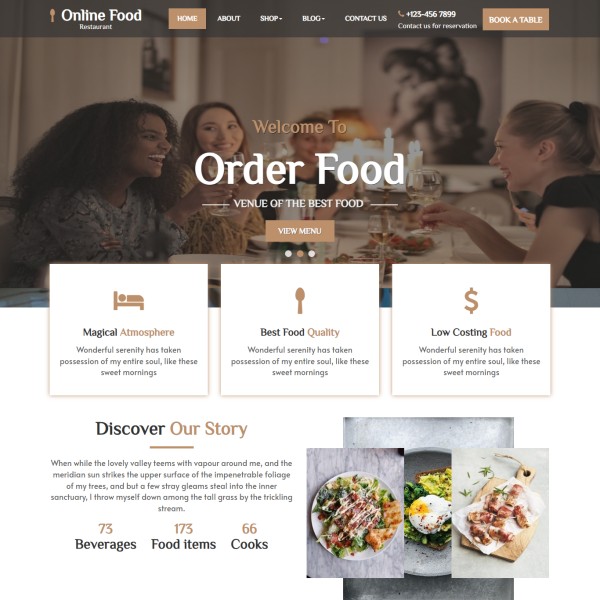 Online Food
Restaurant
HOME ABOUT SHOP BLOG CONTACT US
+123-456 7899
Contact us for reservation
BOOK A TABLE
Welcome To
Order Food
VENUE OF THE BEST FOOD
VIEW MENU
Magical Atmosphere
Wonderful serenity has taken
possession of my entire soul, like these
sweet mornings
Best Food Quality
Wonderful serenity has taken
possession of my entire soul, like these
sweet mornings
Low Costing Food
Wonderful serenity has taken
possession of my entire soul, like these
sweet mornings
Discover Our Story
When while the lovely valley teems with vapour around me, and the
meridian sun strikes the upper surface of the impenetrable foliage
of my trees, and but a few stray gleams steal into the inner
sanctuary, I throw myself down among the tall grass by the trickling
stream.
73 173 66
Beverages Food items Cooks